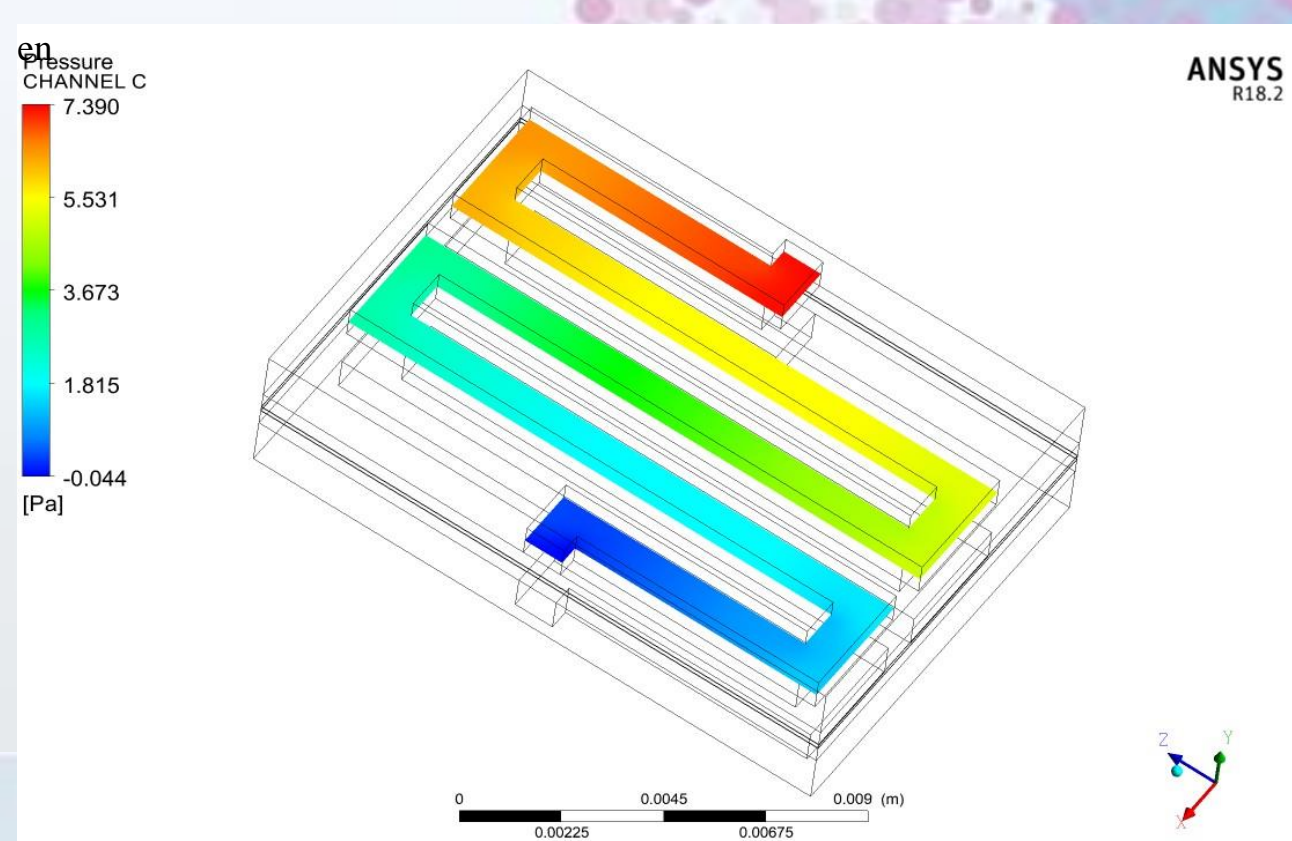 en
Pressure
CHANNEL C
7.390
5.531
3.673
1.815
-0.044
[Pa]
ANSYS
R18.2
0 0.0045 0.009 (m)
0.00225 0.00675
Z Y
X